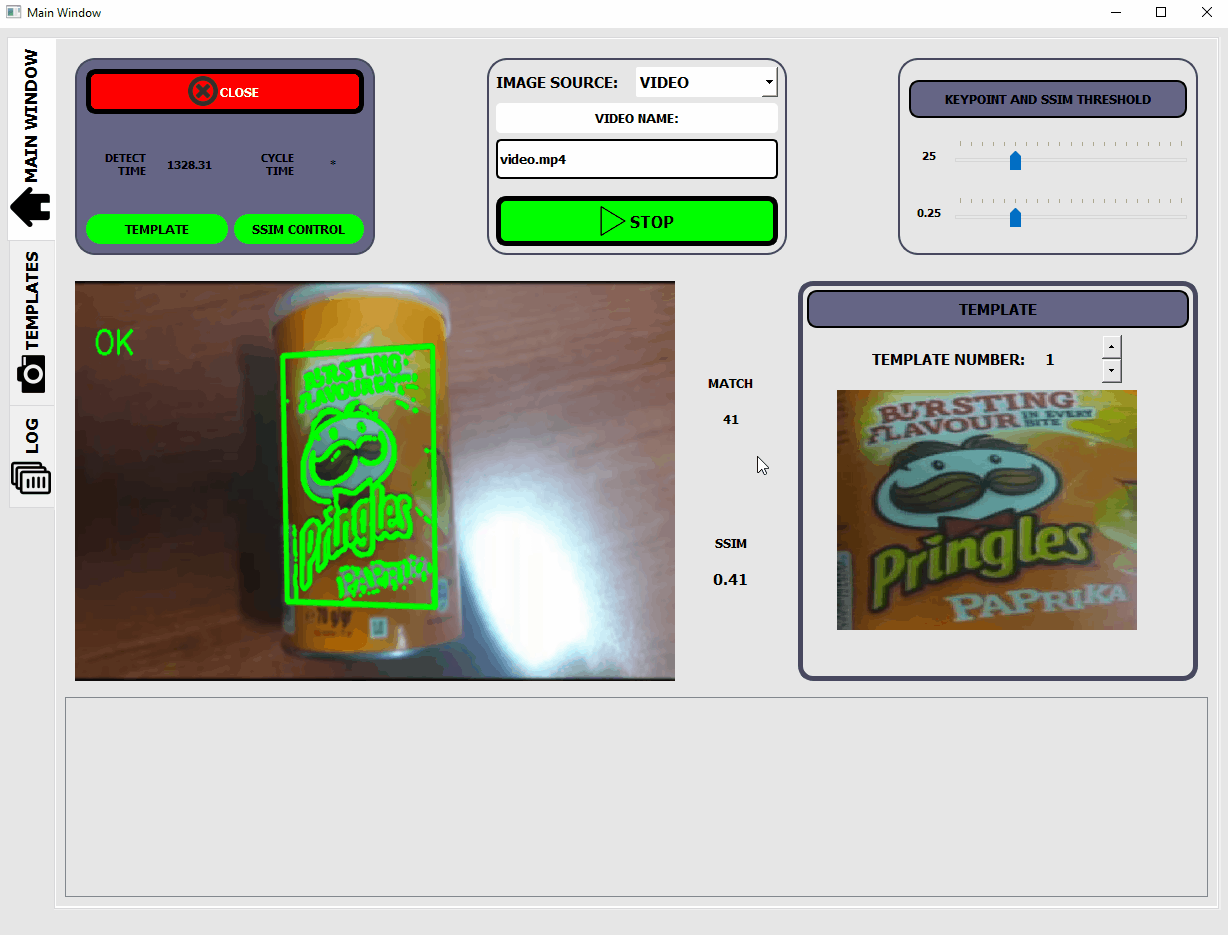 Main Window
MAIN WINDOW
TEMPLATES
LOG
CLOSE
DETECT
TIME
1328.31
CYCLE
TIME
*
TEMPLATE
SSIM CONTROL
IMAGE SOURCE:
VIDEO
VIDEO NAME:
video.mp4
STOP
KEYPOINT AND SSIM THRESHOLD
25
0.25
OK
BURSTING
FLAVOUR
Pringles
PAPRIKA
MATCH
41
SSIM
0.41
TEMPLATE
TEMPLATE NUMBER: 1
BURSTING
FLAVOUR IN EVERY
BITE
Pringles
PAPRIKA